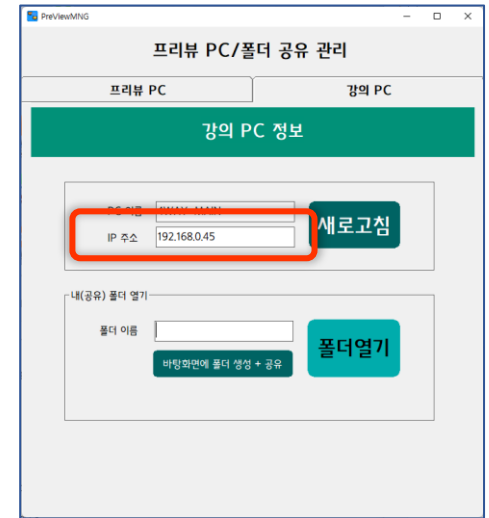 PreViewMNG
프리뷰 PC/폴더 공유 관리
프리뷰 PC
강의 PC
강의 PC 정보
IP 주소
192.168.0.45
새로고침
내(공유) 폴더 열기
폴더 이름
바탕화면에 폴더 생성 + 공유
폴더열기